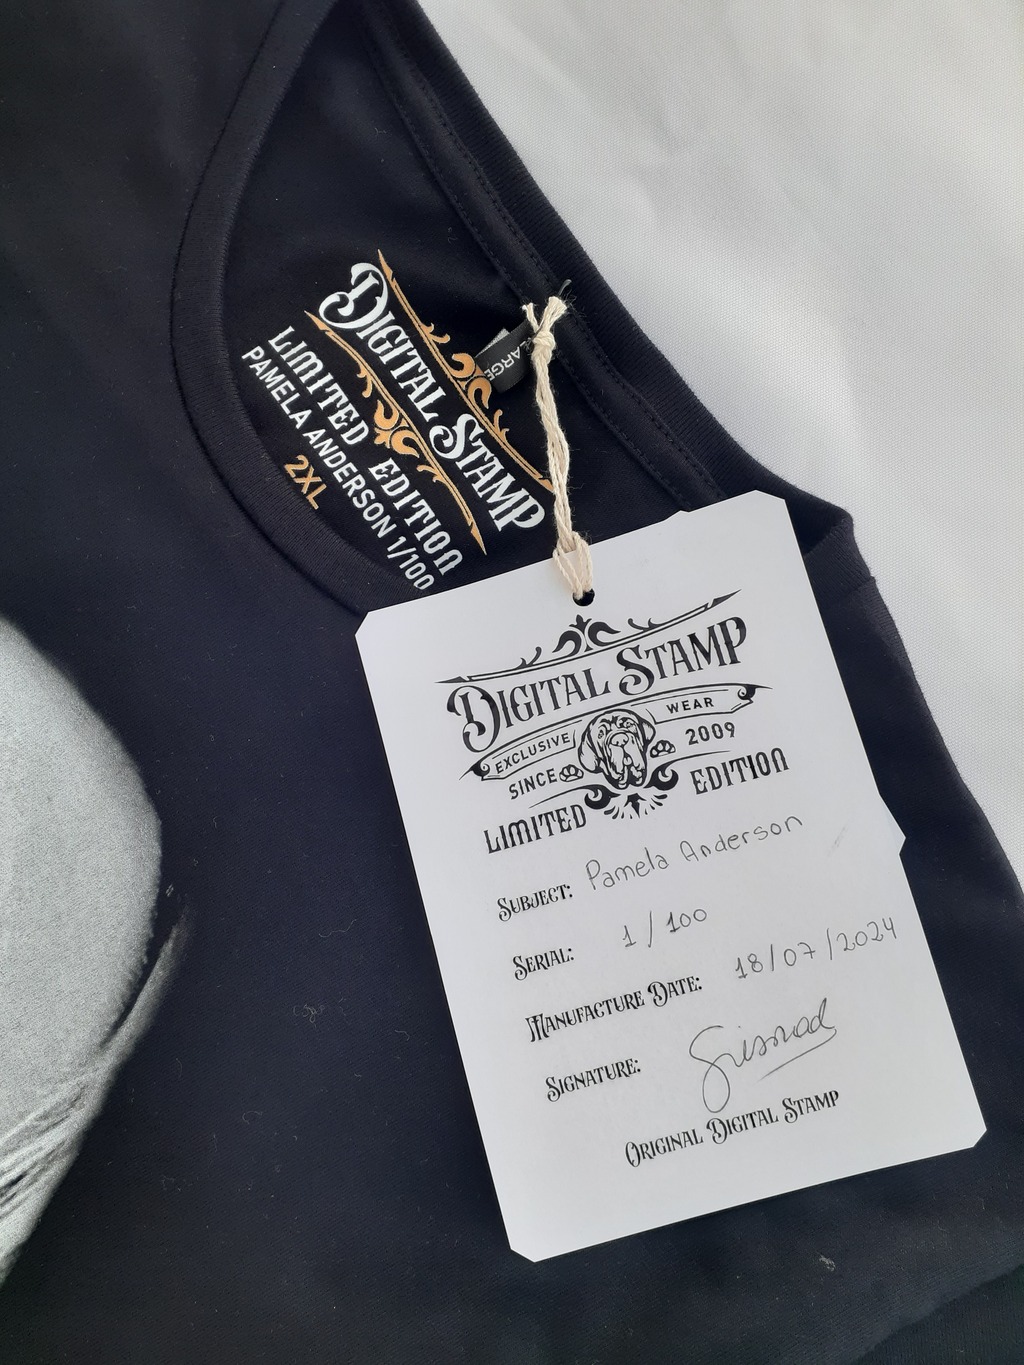 DIGITAL STAMP
LIMITED EDITION
PAMELA ANDERSON 1/100
2XL
LARGE
DIGITAL STAMP
EXCLUSIVE WEAR
SINCE 2009
LIMITED EDITION
SUBJECT: Pamela Anderson
SERIAL: 1/100
MANUFACTURE DATE: 18/07/2024
SIGNATURE:
ORIGINAL DIGITAL STAMP